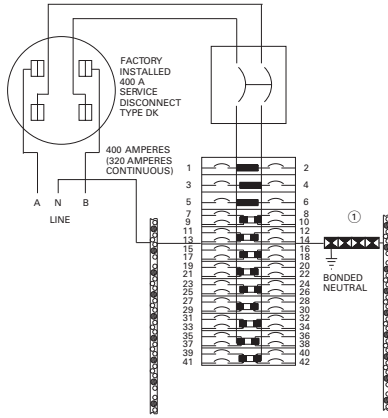 FACTORY
INSTALLED
400 A
SERVICE
DISCONNECT
TYPE DK
400 AMPERES
(320 AMPERES
CONTINUOUS)
A N B
LINE
1 2
3 4
5 6
7 8
9 10
11 12
13 14
15 16
17 18
19 20
21 22
23 24
25 26
27 28
29 30
31 32
33 34
35 36
37 38
39 40
41 42
①
BONDED
NEUTRAL